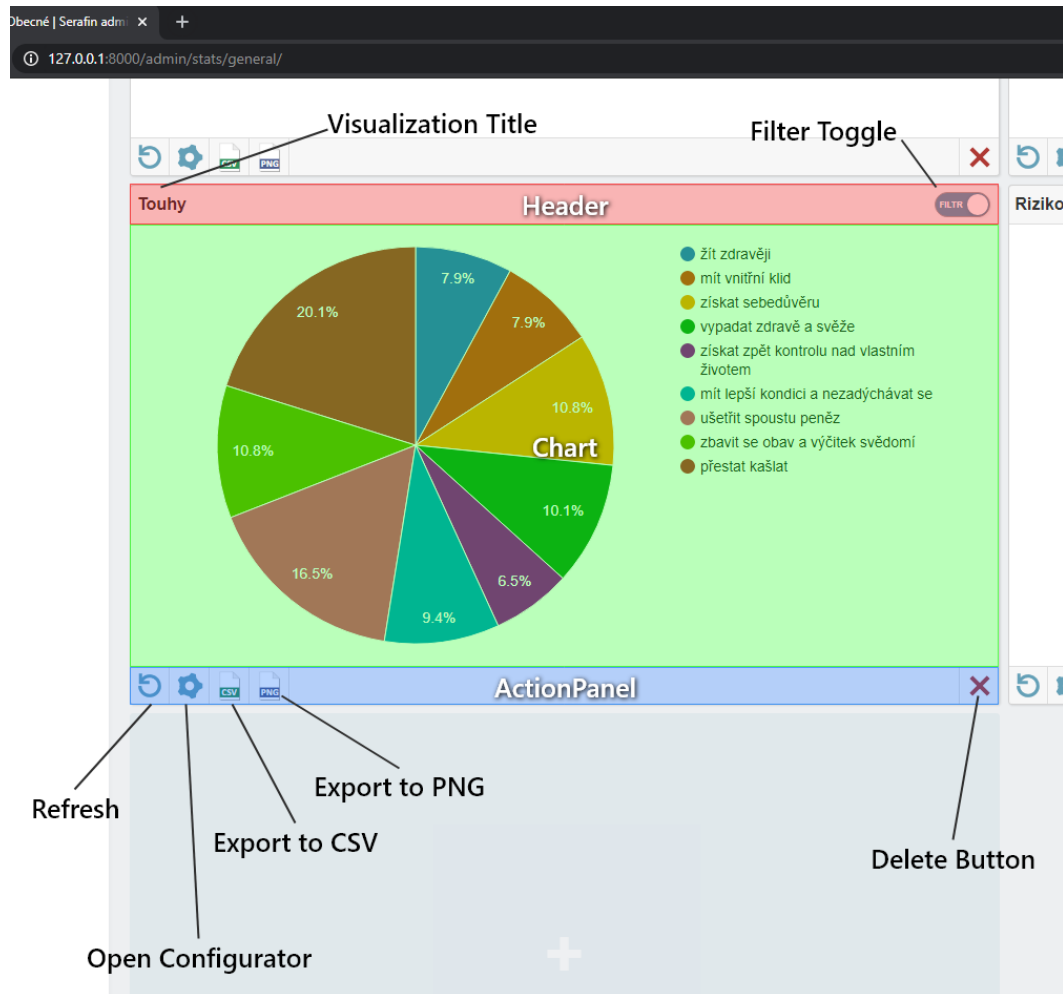 Obecné | Serafin admi
127.0.0.1:8000/admin/stats/general/
Visualization Title
Filter Toggle
CSV
PNG
Touhy
Header
FILTR
Riziko
7.9%
7.9%
10.8%
10.1%
6.5%
9.4%
16.5%
10.8%
20.1%
Chart
žít zdravěji
mít vnitřní klid
získat sebedůvěru
vypadat zdravě a svěže
získat zpět kontrolu nad vlastním
životem
mít lepší kondici a nezadýchávat se
ušetřit spoustu peněz
zbavit se obav a výčitek svědomí
přestat kašlat
CSV
PNG
ActionPanel
Refresh
Export to PNG
Export to CSV
Delete Button
Open Configurator